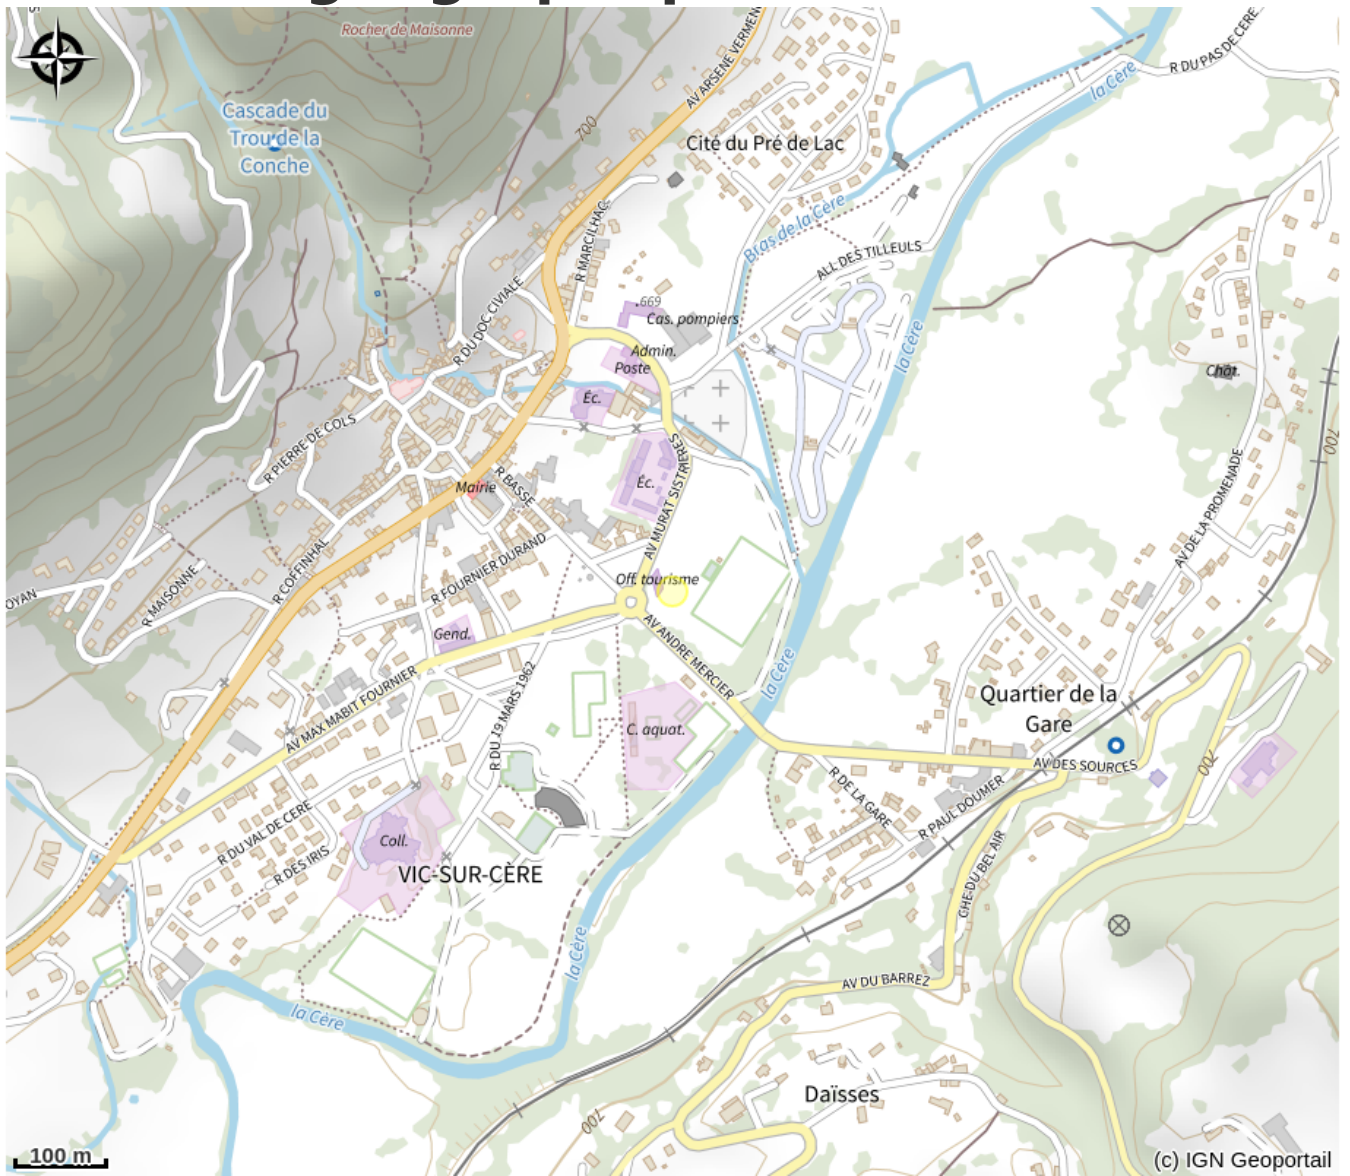 Rocher de Maisonne
AV ARSENE VERMEN
R DU PAS DE CERE
la Cère
Cascade du
Trou de la
Conche
700
Cité du Pré de Lac
R MARCILHAC
Bras de la Cère
ALL DES TILLEULS
R DU DOC CIVIALE
.669
Cas. pompiers
Admin.
Poste
la Cère
Chât.
Éc.
R PIERRE DE COLS
700
Mairie
R BASSE
Éc.
AV MURAT SISTRIERES
AV DE LA PROMENADE
R COFFINHAL
R FOURNIER DURAND
Off. tourisme
OYAN
R MAISONNE
Gend.
AV ANDRE MERCIER
la Cère
AV MAX MABIT FOURNIER
R DU 19 MARS 1962
C. aquat.
Quartier de la
Gare
AV DES SOURCES
700
R DE LA GARE
R PAUL DOUMER
R DU VAL DE CERE
R DES IRIS
Coll.
VIC-SUR-CÈRE
CHE DU BEL AIR
la Cère
AV DU BARREZ
la Cère
Daïsses
700
100 m
(c) IGN Geoportail